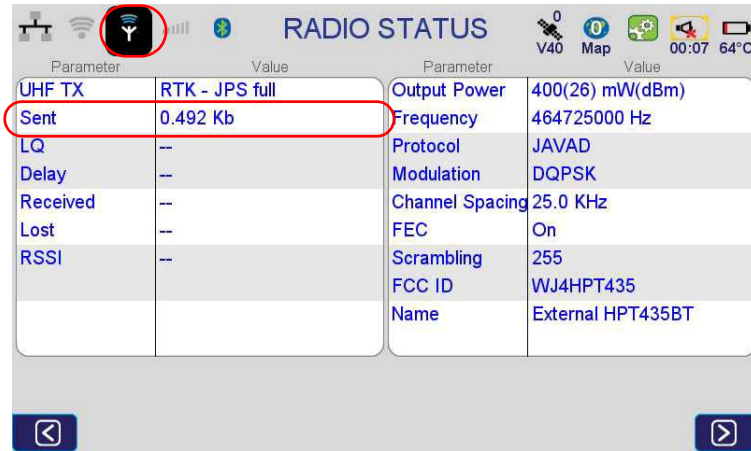 RADIO STATUS
0
V40
Map
00:07
64°C
Parameter Value Parameter Value
UHF TX RTK - JPS full Output Power 400(26) mW(dBm)
Sent 0.492 Kb Frequency 464725000 Hz
LQ -- Protocol JAVAD
Delay -- Modulation DQPSK
Received -- Channel Spacing 25.0 KHz
Lost -- FEC On
RSSI -- Scrambling 255
FCC ID WJ4HPT435
Name External HPT435BT